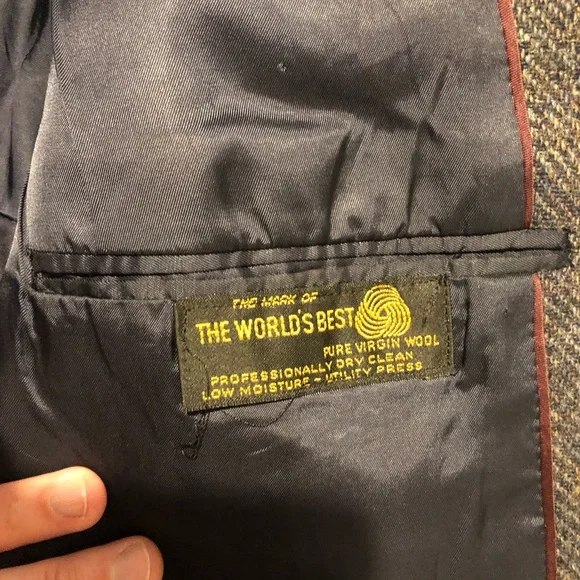 THE MARK OF
THE WORLD'S BEST
PURE VIRGIN WOOL
PROFESSIONALLY DRY CLEAN
LOW MOISTURE - UTILITY PRESS